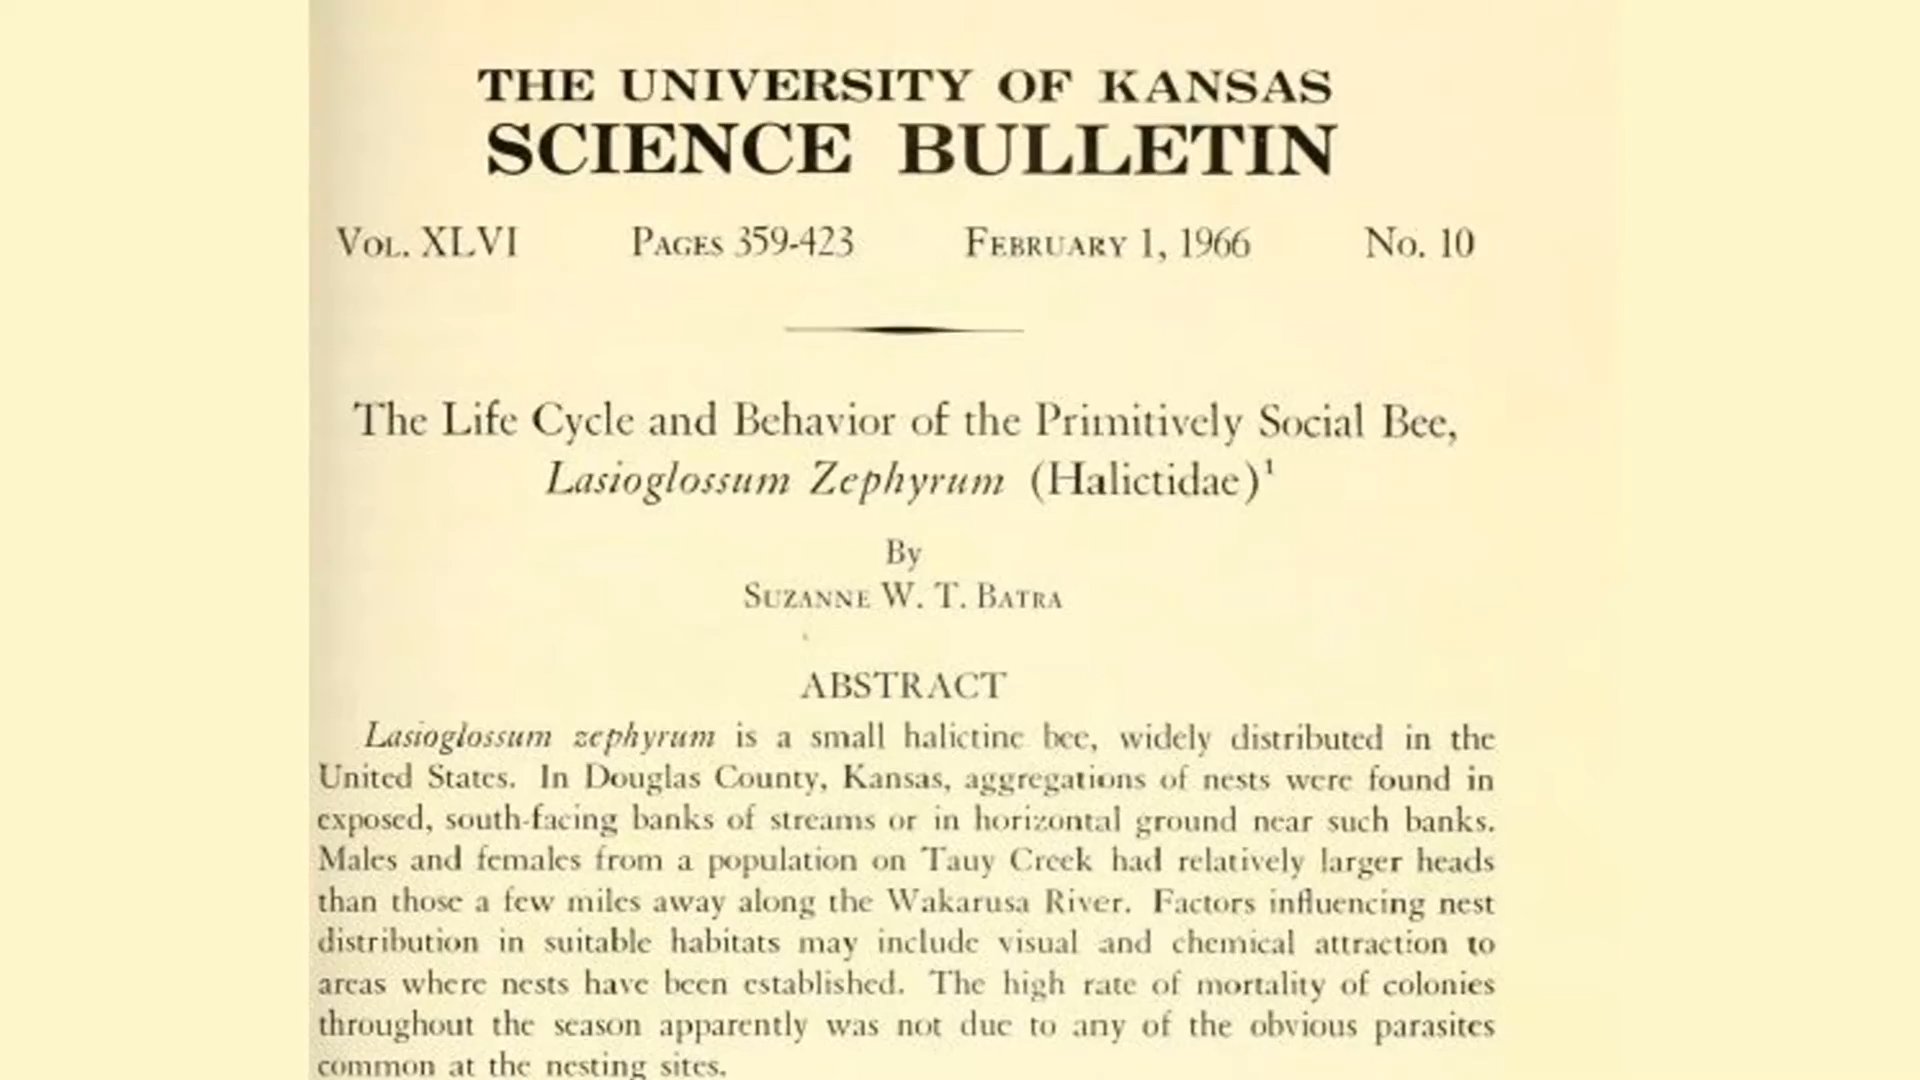 THE UNIVERSITY OF KANSAS
SCIENCE BULLETIN
Vol. XLVI Pages 359-423 February 1, 1966 No. 10
The Life Cycle and Behavior of the Primitively Social Bee,
Lasioglossum Zephyrum (Halictidae)¹
By
Suzanne W. T. Batra
ABSTRACT
Lasioglossum zephyrum is a small halictine bee, widely distributed in the
United States. In Douglas County, Kansas, aggregations of nests were found in
exposed, south-facing banks of streams or in horizontal ground near such banks.
Males and females from a population on Tauy Creek had relatively larger heads
than those a few miles away along the Wakarusa River. Factors influencing nest
distribution in suitable habitats may include visual and chemical attraction to
areas where nests have been established. The high rate of mortality of colonies
throughout the season apparently was not due to any of the obvious parasites
common at the nesting sites.